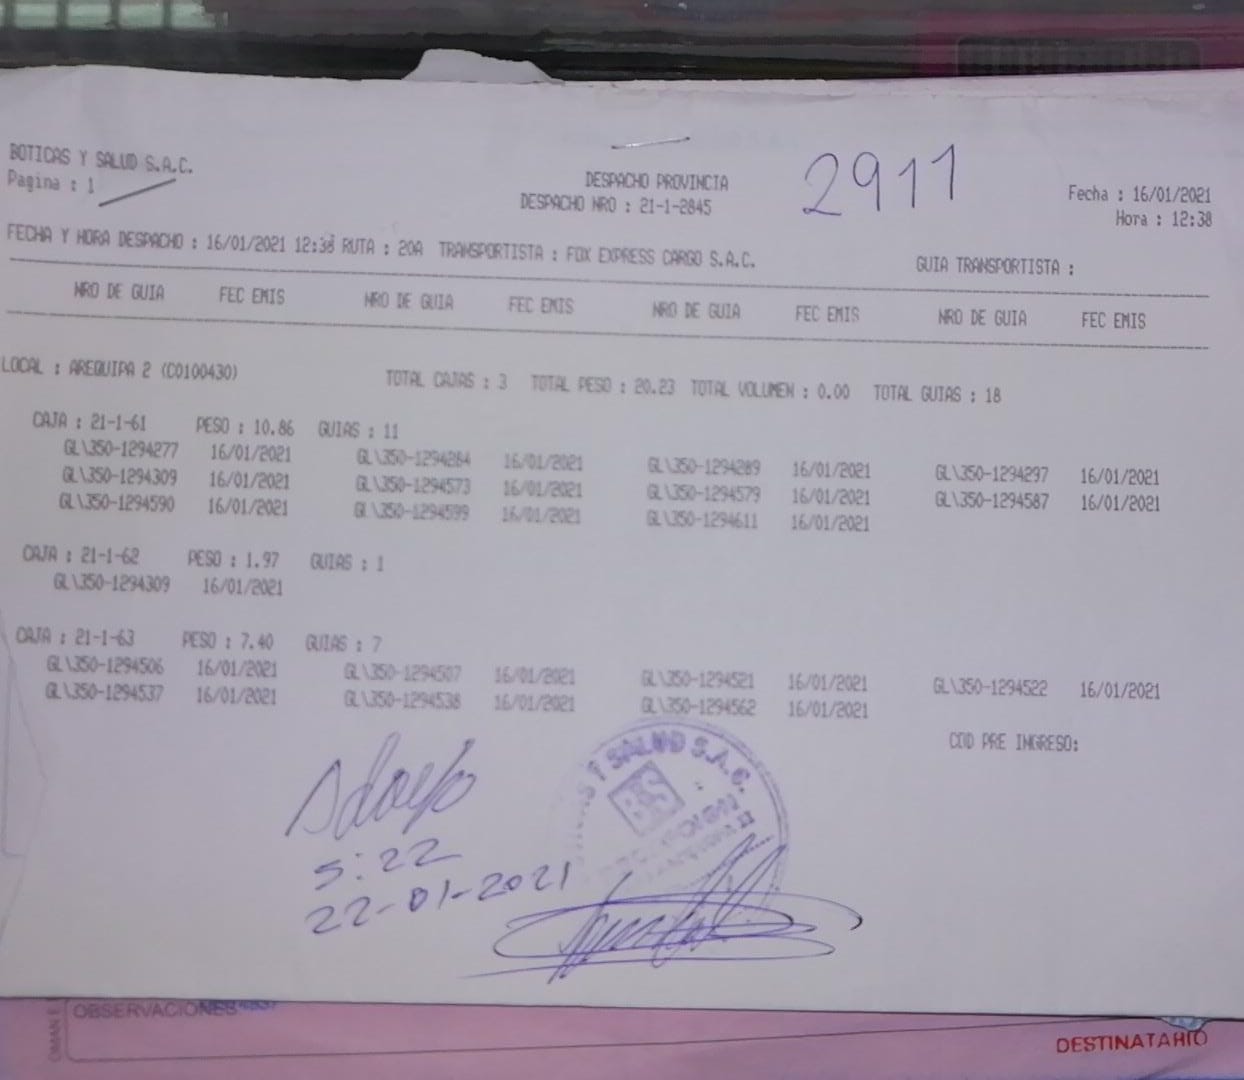 BOTICAS Y SALUD S.A.C.
Pagina : 1
DESPACHO PROVINCIA
DESPACHO NRO : 21-1-2845
2911
Fecha : 16/01/2021
Hora : 12:38
FECHA Y HORA DESPACHO : 16/01/2021 12:38 RUTA : 20A TRANSPORTISTA : FOX EXPRESS CARGO S.A.C.
GUIA TRANSPORTISTA :
NRO DE GUIA FEC EMIS NRO DE GUIA FEC EMIS NRO DE GUIA FEC EMIS NRO DE GUIA FEC EMIS
LOCAL : AREQUIPA 2 (C0100430) TOTAL CAJAS : 3 TOTAL PESO : 20.23 TOTAL VOLUMEN : 0.00 TOTAL GUIAS : 18
CAJA : 21-1-61 PESO : 10.86 GUIAS : 11
GL\350-1294277 16/01/2021 GL\350-1294284 16/01/2021 GL\350-1294289 16/01/2021 GL\350-1294297 16/01/2021
GL\350-1294309 16/01/2021 GL\350-1294573 16/01/2021 GL\350-1294579 16/01/2021 GL\350-1294587 16/01/2021
GL\350-1294590 16/01/2021 GL\350-1294599 16/01/2021 GL\350-1294611 16/01/2021
CAJA : 21-1-62 PESO : 1.97 GUIAS : 1
GL\350-1294309 16/01/2021
CAJA : 21-1-63 PESO : 7.40 GUIAS : 7
GL\350-1294506 16/01/2021 GL\350-1294507 16/01/2021 GL\350-1294521 16/01/2021 GL\350-1294522 16/01/2021
GL\350-1294537 16/01/2021 GL\350-1294538 16/01/2021 GL\350-1294562 16/01/2021
COD PRE INGRESO:
Y SALUD S.A.C.
BS
5:22
22-01-2021
OBSERVACIONES
DESTINATARIO